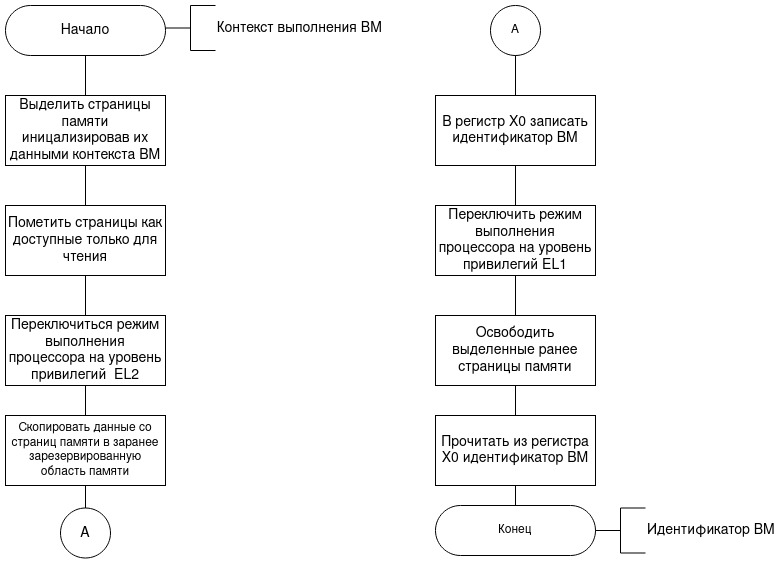 Начало
Контекст выполнения ВМ
Выделить страницы
памяти
иницализировав их
данными контекста ВМ
Пометить страницы как
доступные только для
чтения
Переключиться режим
выполнения
процессора на уровень
привилегий EL2
Скопировать данные со
страниц памяти в заранее
зарезервированную
область памяти
А
А
В регистр X0 записать
идентификатор ВМ
Переключить режим
выполнения
процессора на уровень
привилегий EL1
Освободить
выделенные ранее
страницы памяти
Прочитать из регистра
X0 идентификатор ВМ
Конец
Идентификатор ВМ